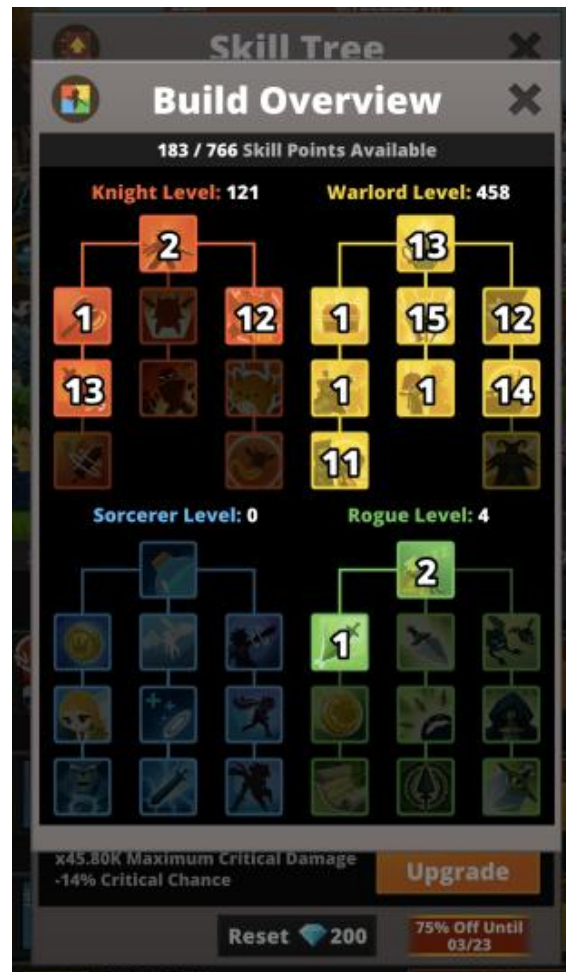 Skill Tree
Build Overview
183 / 766 Skill Points Available
Knight Level: 121
Warlord Level: 458
2
13
1
12
1
15
12
13
1
1
14
11
Sorcerer Level: 0
Rogue Level: 4
2
1
x45.80K Maximum Critical Damage
-14% Critical Chance
Upgrade
Reset 200
75% Off Until
03/23